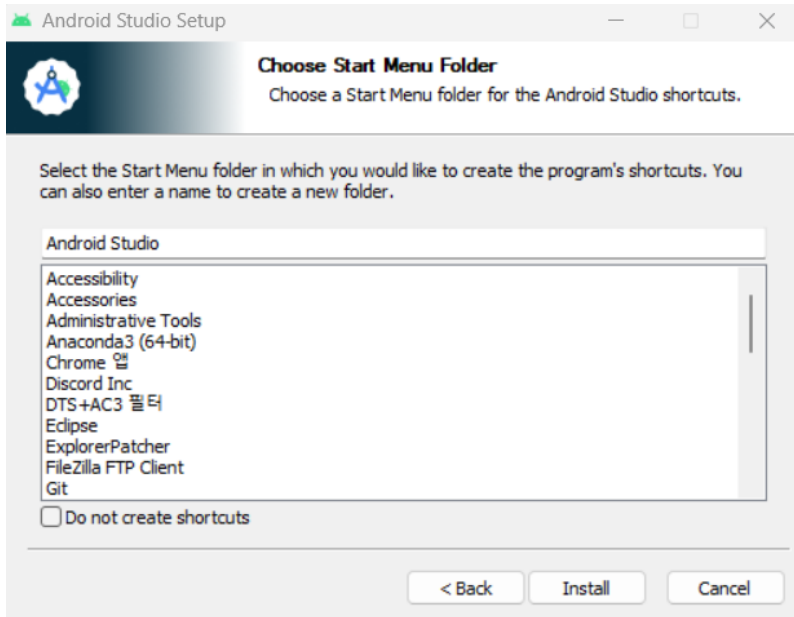 Android Studio Setup
Choose Start Menu Folder
Choose a Start Menu folder for the Android Studio shortcuts.
Select the Start Menu folder in which you would like to create the program's shortcuts. You
can also enter a name to create a new folder.
Android Studio
Accessibility
Accessories
Administrative Tools
Anaconda3 (64-bit)
Chrome 앱
Discord Inc
DTS+AC3 필터
Eclipse
ExplorerPatcher
FileZilla FTP Client
Git
Do not create shortcuts
< Back
Install
Cancel